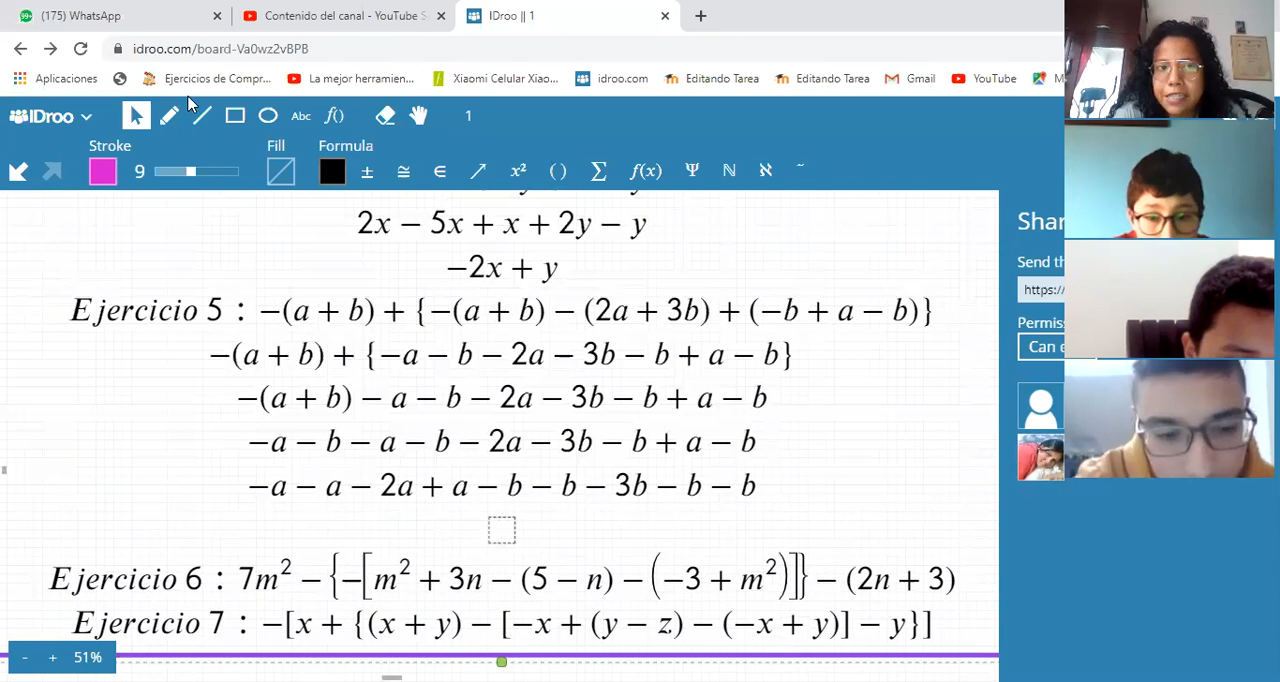 (175) WhatsApp
Contenido del canal - YouTube S
IDroo || 1
idroo.com/board-Va0wz2vBPB
Aplicaciones
Ejercicios de Compr...
La mejor herramien...
Xiaomi Celular Xiao...
idroo.com
Editando Tarea
Editando Tarea
Gmail
YouTube
M
IDroo
Abc
f()
1
Stroke
Fill
Formula
9
± ≅ ∈ x² ( ) ∑ f(x) Ψ ℕ ℵ ~
2x − 5x + x + 2y − y
−2x + y
Ejercicio 5 : −(a + b) + {−(a + b) − (2a + 3b) + (−b + a − b)}
−(a + b) + {−a − b − 2a − 3b − b + a − b}
−(a + b) − a − b − 2a − 3b − b + a − b
−a − b − a − b − 2a − 3b − b + a − b
−a − a − 2a + a − b − b − 3b − b − b
Ejercicio 6 : 7m² − {−[m² + 3n − (5 − n) − (−3 + m²)]} − (2n + 3)
Ejercicio 7 : −[x + {(x + y) − [−x + (y − z) − (−x + y)] − y}]
- + 51%
Shar
Send th
https:/
Permis
Can e